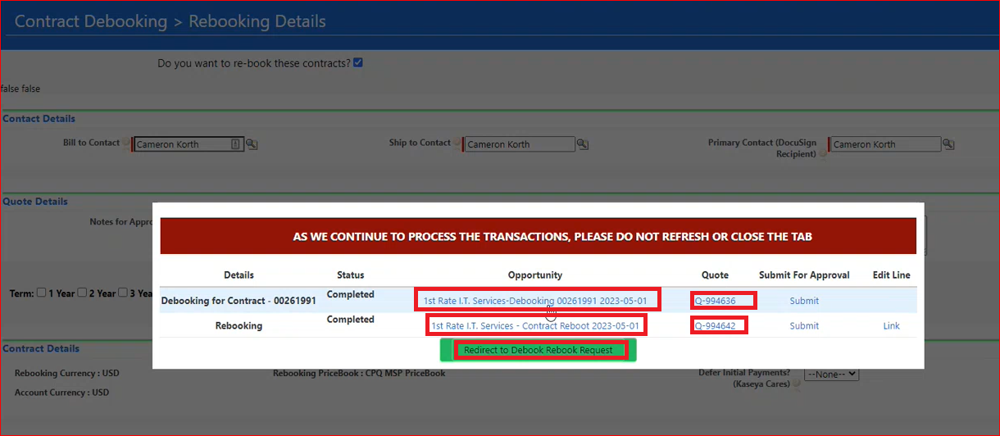 Contract Debooking > Rebooking Details
Do you want to re-book these contracts?
false false
Contact Details
Bill to Contact Cameron Korth Ship to Contact Cameron Korth Primary Contact (DocuSign Recipient) Cameron Korth
Quote Details
Notes for Appro
AS WE CONTINUE TO PROCESS THE TRANSACTIONS, PLEASE DO NOT REFRESH OR CLOSE THE TAB
Details Status Opportunity Quote Submit For Approval Edit Line
Debooking for Contract - 00261991 Completed 1st Rate I.T. Services-Debooking 00261991 2023-05-01 Q-994636 Submit
Rebooking Completed 1st Rate I.T. Services - Contract Reboot 2023-05-01 Q-994642 Submit Link
Redirect to Debook Rebook Request
Term: 1 Year 2 Year 3 Yea
Contract Details
Rebooking Currency : USD Rebooking PriceBook : CPQ MSP PriceBook Defer Initial Payments? (Kaseya Cares) --None--
Account Currency : USD